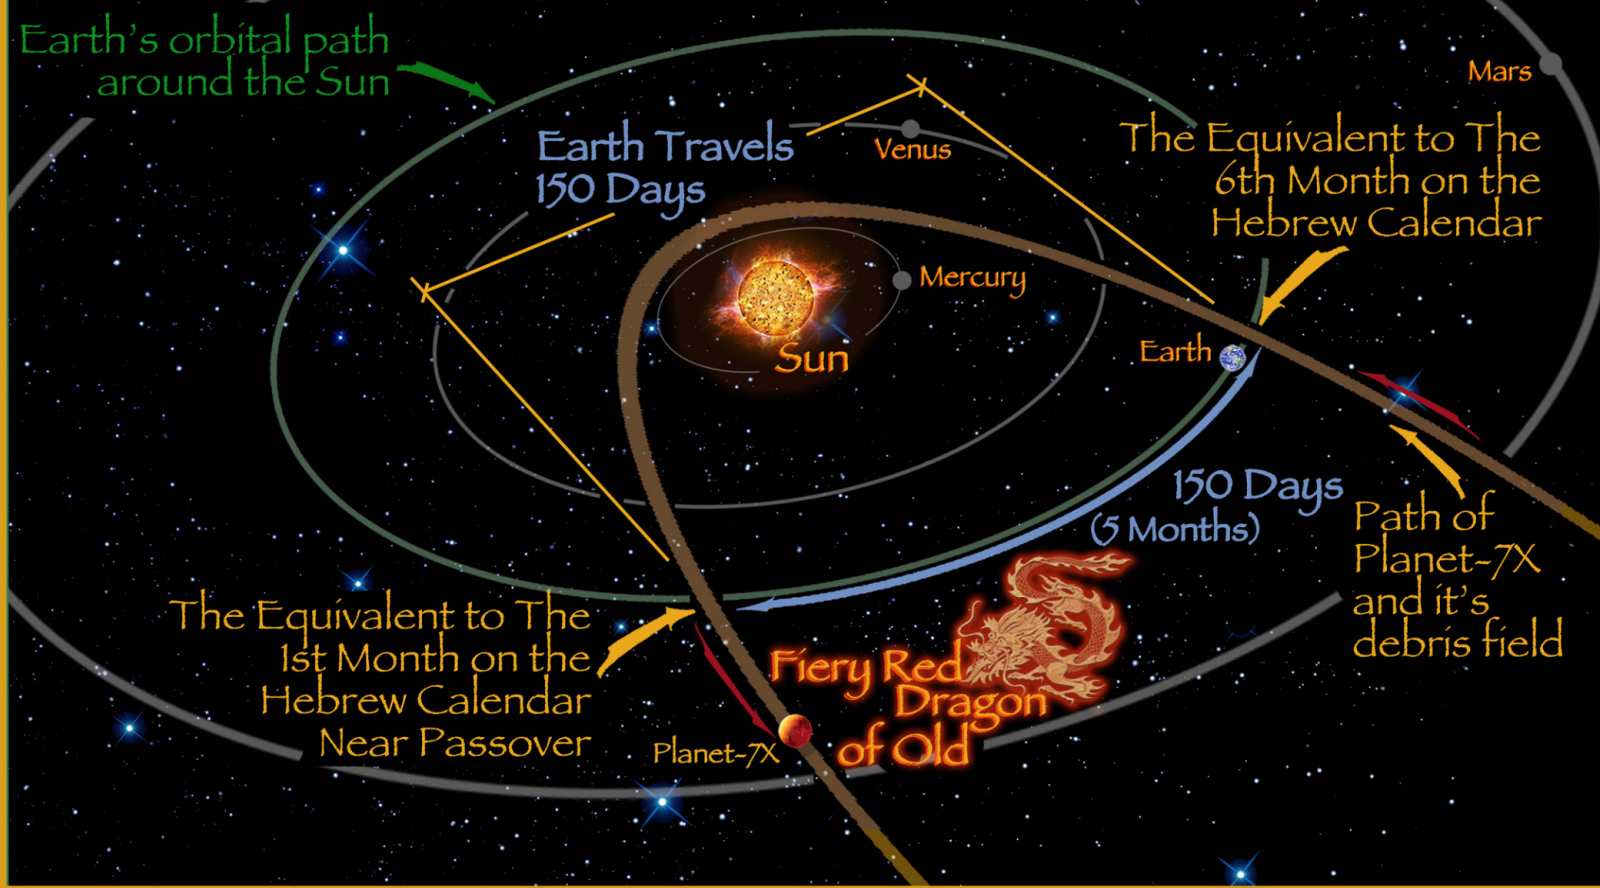 Earth's orbital path
around the Sun
Mars
Earth Travels
150 Days
Venus
The Equivalent to The
6th Month on the
Hebrew Calendar
Mercury
Sun
Earth
150 Days
(5 Months)
Path of
Planet-7X
and it's
debris field
The Equivalent to The
1st Month on the
Hebrew Calendar
Near Passover
Fiery Red
Dragon
of Old
Planet-7X